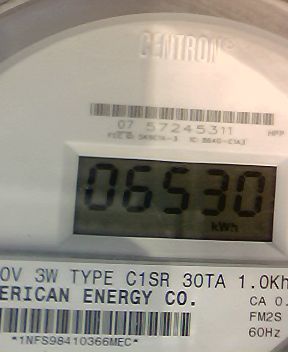 CENTRON®
07 57245311
HPP
06530
kWh
0V 3W TYPE C1SR 30TA 1.0Kh
ERICAN ENERGY CO.
CA 0.
FM2S
60Hz
*1NFS98410366MEC*